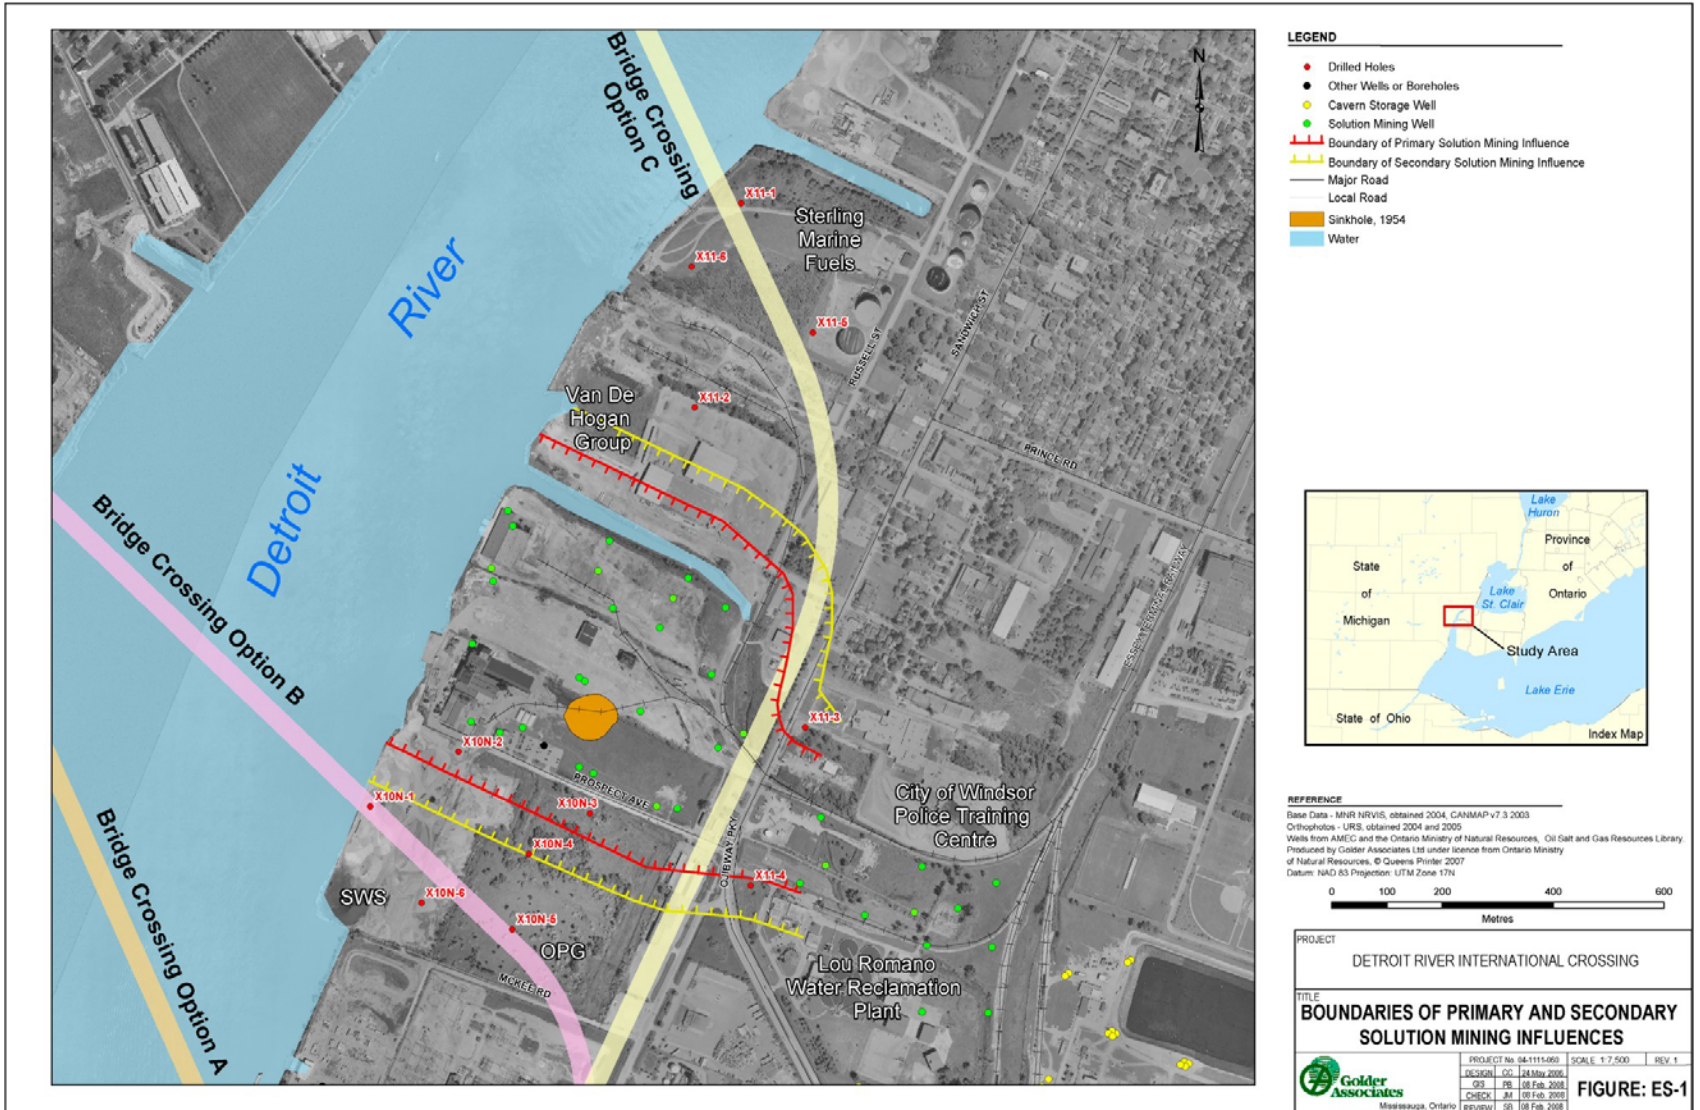 Bridge Crossing
Option C
X11-1
Sterling
Marine
Fuels
X11-6
River
X11-5
RUSSELL ST
SANDWICH ST
Van De
Hogan
Group
X11-2
PRINCE RD
Detroit
Bridge Crossing Option B
ESSEX TERMINAL RAILWAY
X11-3
X10N-2
PROSPECT AVE
X10N-1
X10N-3
City of Windsor
Police Training
Centre
X10N-4
OJIBWAY PKY
X11-4
SWS
X10N-6
X10N-5
OPG
MCKEE RD
Lou Romano
Water Reclamation
Plant
Bridge Crossing Option A
N
LEGEND
Drilled Holes
Other Wells or Boreholes
Cavern Storage Well
Solution Mining Well
Boundary of Primary Solution Mining Influence
Boundary of Secondary Solution Mining Influence
Major Road
Local Road
Sinkhole, 1954
Water
Lake
Huron
Province
of
Ontario
State
of
Michigan
Lake
St. Clair
Study Area
Lake Erie
State of Ohio
Index Map
REFERENCE
Base Data - MNR NRVIS, obtained 2004, CANMAP v7.3 2003
Orthophotos - URS, obtained 2004 and 2005
Wells from AMEC and the Ontario Ministry of Natural Resources, Oil Salt and Gas Resources Library.
Produced by Golder Associates Ltd under licence from Ontario Ministry
of Natural Resources, © Queens Printer 2007
Datum: NAD 83 Projection: UTM Zone 17N
0 100 200 400 600
Metres
PROJECT
DETROIT RIVER INTERNATIONAL CROSSING
TITLE
BOUNDARIES OF PRIMARY AND SECONDARY
SOLUTION MINING INFLUENCES
Golder
Associates
Mississauga, Ontario
PROJECT No. 04-1111-060 SCALE 1:7,500 REV. 1
DESIGN CC 24 May 2006
GIS PB 08 Feb. 2008
CHECK JM 08 Feb. 2008
REVIEW SB 08 Feb. 2008
FIGURE: ES-1